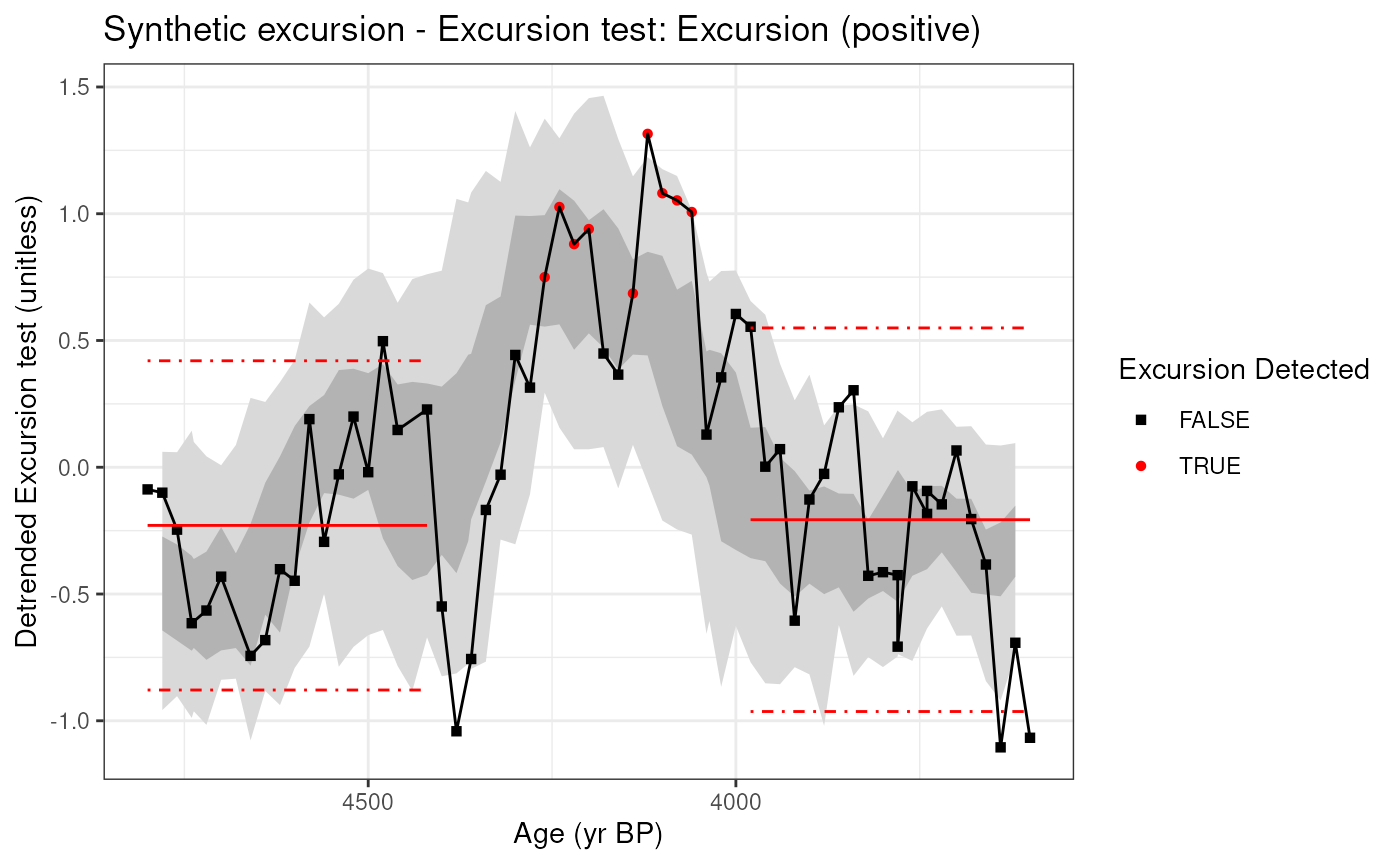 Synthetic excursion - Excursion test: Excursion (positive)
Detrended Excursion test (unitless)
1.5
1.0
0.5
0.0
-0.5
-1.0
4500
4000
Age (yr BP)
Excursion Detected
FALSE
TRUE